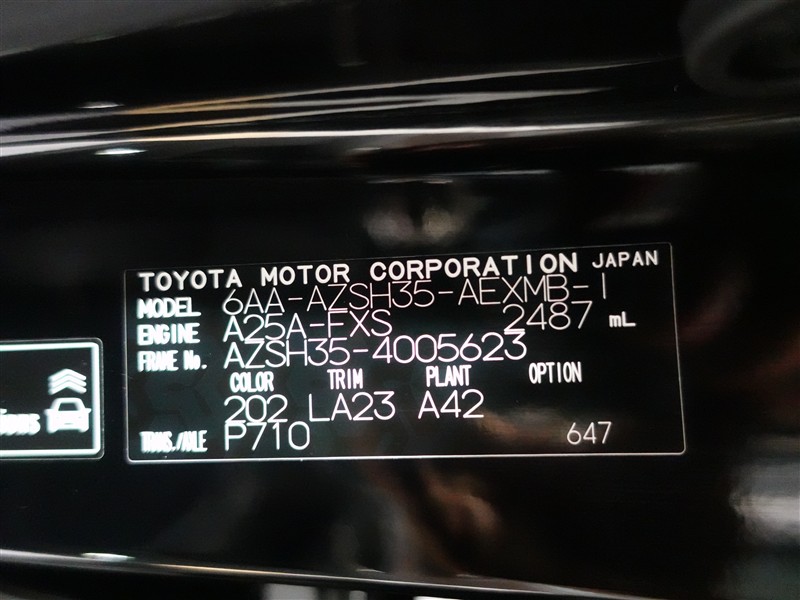 TOYOTA MOTOR CORPORATION JAPAN
MODEL 6AA-AZSH35-AEXMB-1
ENGINE A25A-FXS 2487 mL
FRAME No. AZSH35-4005623
COLOR TRIM PLANT OPTION
202 LA23 A42
TRANS./AXLE P710 647